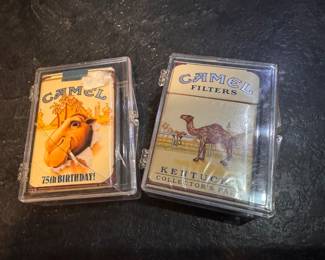 CAMEL
75th BIRTHDAY!
CAMEL
FILTERS
KENTUCKY
COLLECTOR'S PACK